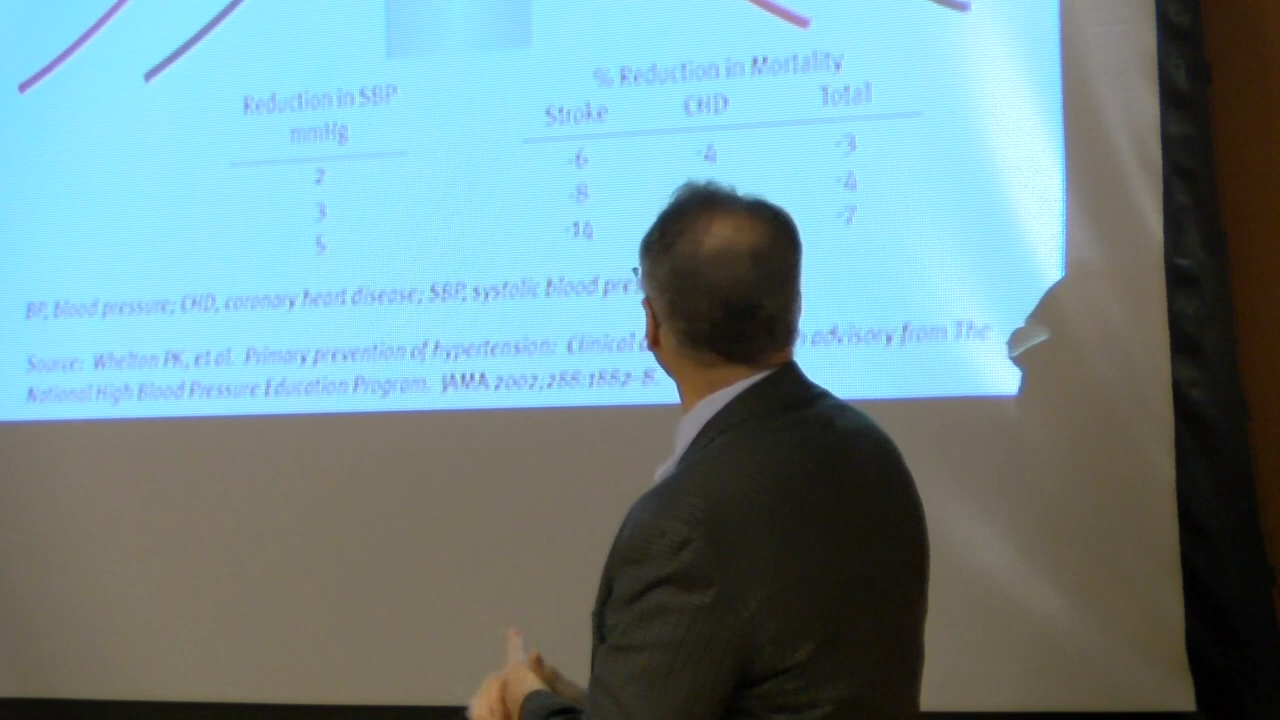 % Reduction in Mortality
Reduction in SBP
mmHg
Stroke CHD Total
2 -6 -4 -3
3 -8 -4
5 -14 -7
BP, blood pressure; CHD, coronary heart disease; SBP, systolic blood pre
Source: Whelton PK, et al. Primary prevention of hypertension: Clinical advisory from The
National High Blood Pressure Education Program. JAMA 2002;288:1882-8.